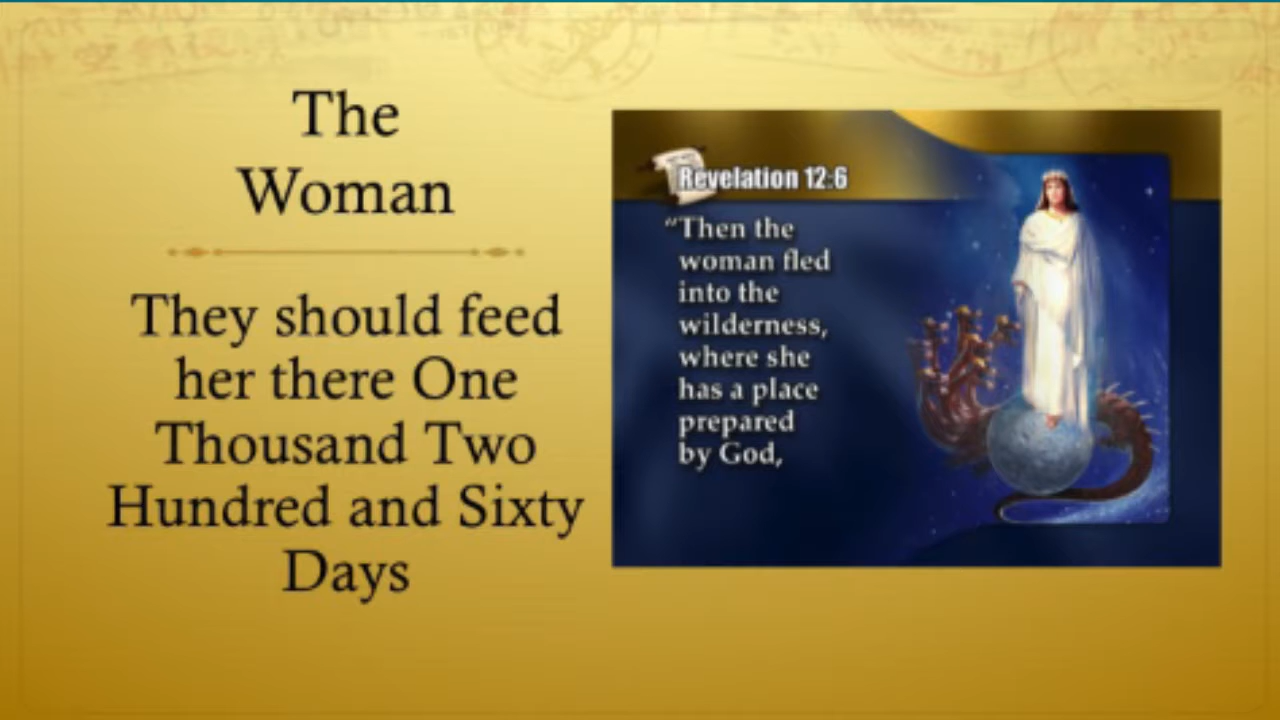 The
Woman
They should feed
her there One
Thousand Two
Hundred and Sixty
Days
Revelation 12:6
“Then the
woman fled
into the
wilderness,
where she
has a place
prepared
by God,